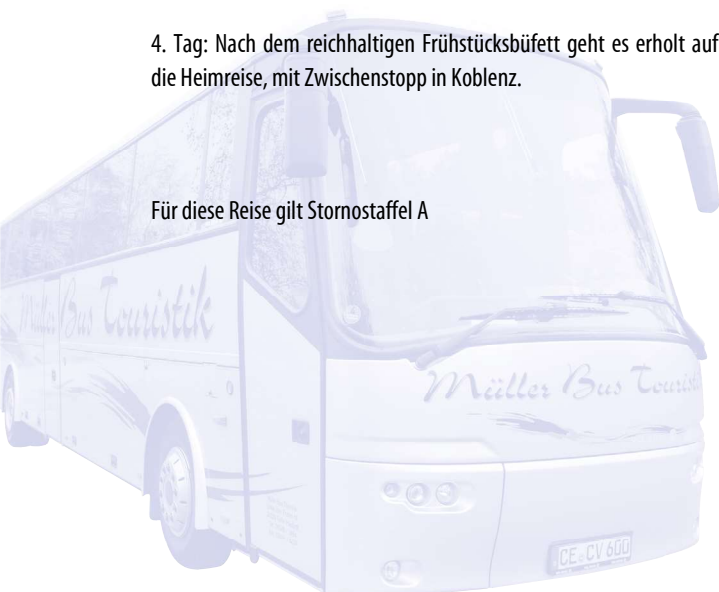 4. Tag: Nach dem reichhaltigen Frühstücksbüfett geht es erholt auf
die Heimreise, mit Zwischenstopp in Koblenz.
Für diese Reise gilt Stornostaffel A
Müller Bus Touristik
Müller Bus Touristi
CE CV 600